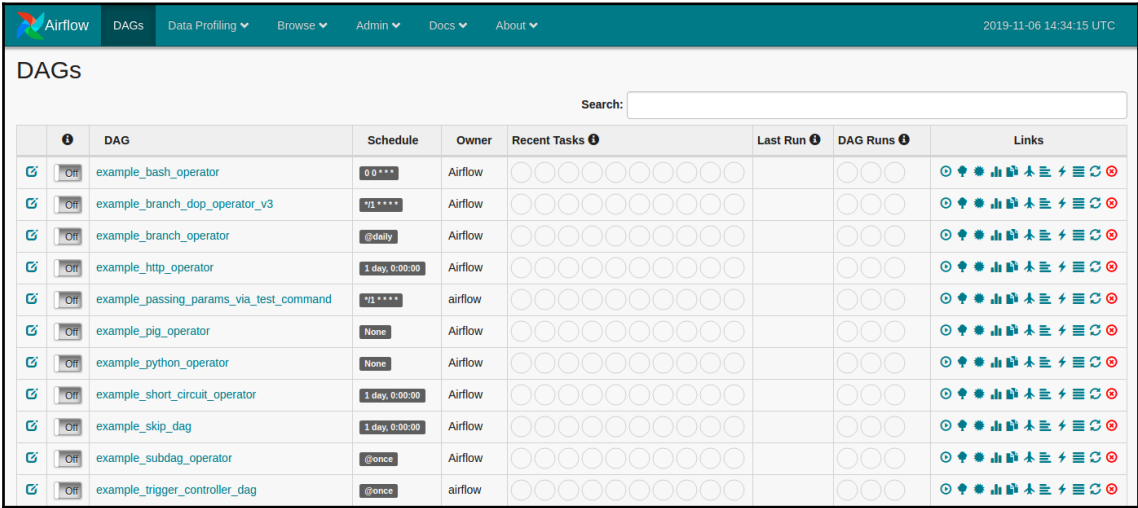 Airflow DAGs Data Profiling Browse Admin Docs About 2019-11-06 14:34:15 UTC
DAGs
Search:
DAG Schedule Owner Recent Tasks Last Run DAG Runs Links
Off example_bash_operator 0 0 * * * Airflow
Off example_branch_dop_operator_v3 */1 * * * * Airflow
Off example_branch_operator @daily Airflow
Off example_http_operator 1 day, 0:00:00 Airflow
Off example_passing_params_via_test_command */1 * * * * airflow
Off example_pig_operator None Airflow
Off example_python_operator None Airflow
Off example_short_circuit_operator 1 day, 0:00:00 Airflow
Off example_skip_dag 1 day, 0:00:00 Airflow
Off example_subdag_operator @once Airflow
Off example_trigger_controller_dag @once airflow